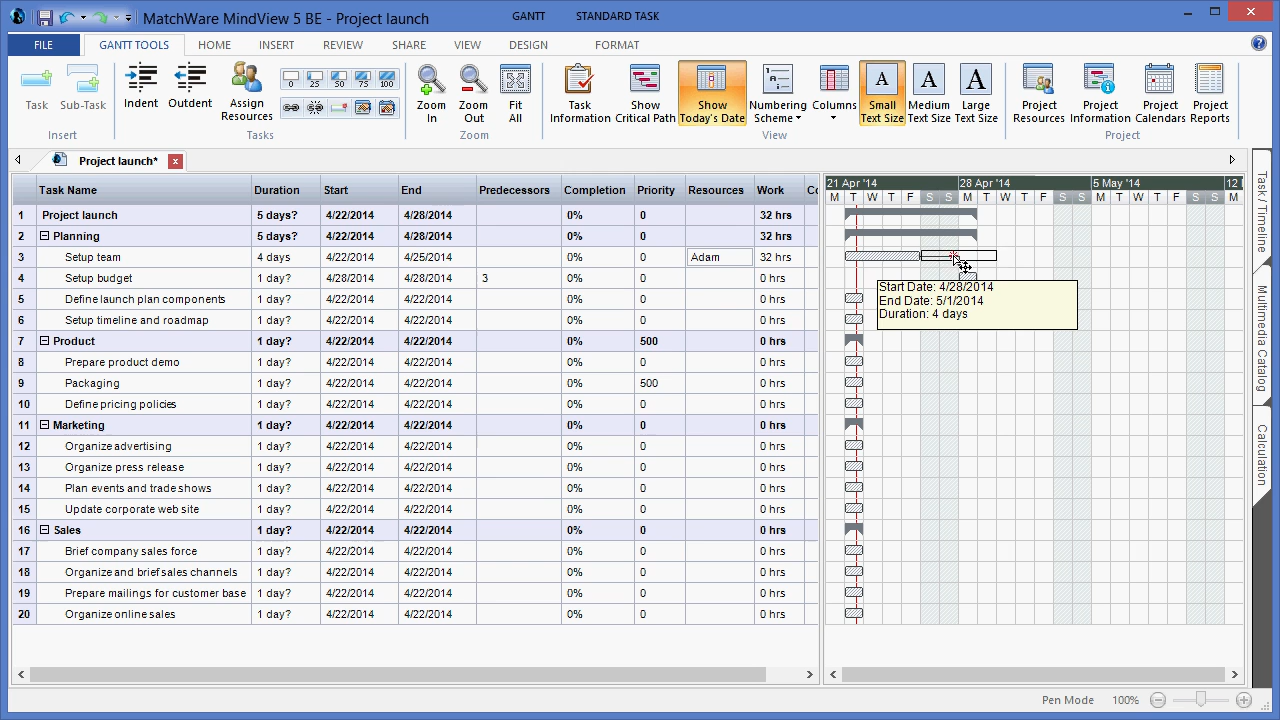 MatchWare MindView 5 BE - Project launch
GANTT STANDARD TASK
FILE GANTT TOOLS HOME INSERT REVIEW SHARE VIEW DESIGN FORMAT
0 25 50 75 100
Task Sub-Task Indent Outdent Assign Resources Zoom In Zoom Out Fit All Task Information Show Critical Path Show Today's Date Numbering Scheme Columns Small Text Size Medium Text Size Large Text Size Project Resources Project Information Project Calendars Project Reports
Insert Tasks Zoom View Project
Project launch*
Task Name Duration Start End Predecessors Completion Priority Resources Work
21 Apr '14 28 Apr '14 5 May '14 12
M T W T F S S M T W T F S S M T W T F S S M
1 Project launch 5 days? 4/22/2014 4/28/2014 0% 0 32 hrs
2 Planning 5 days? 4/22/2014 4/28/2014 0% 0 32 hrs
3 Setup team 4 days 4/22/2014 4/25/2014 0% 0 Adam 32 hrs
4 Setup budget 1 day? 4/28/2014 4/28/2014 3 0% 0 0 hrs
5 Define launch plan components 1 day? 4/22/2014 4/22/2014 0% 0 0 hrs
6 Setup timeline and roadmap 1 day? 4/22/2014 4/22/2014 0% 0 0 hrs
7 Product 1 day? 4/22/2014 4/22/2014 0% 500 0 hrs
8 Prepare product demo 1 day? 4/22/2014 4/22/2014 0% 0 0 hrs
9 Packaging 1 day? 4/22/2014 4/22/2014 0% 500 0 hrs
10 Define pricing policies 1 day? 4/22/2014 4/22/2014 0% 0 0 hrs
11 Marketing 1 day? 4/22/2014 4/22/2014 0% 0 0 hrs
12 Organize advertising 1 day? 4/22/2014 4/22/2014 0% 0 0 hrs
13 Organize press release 1 day? 4/22/2014 4/22/2014 0% 0 0 hrs
14 Plan events and trade shows 1 day? 4/22/2014 4/22/2014 0% 0 0 hrs
15 Update corporate web site 1 day? 4/22/2014 4/22/2014 0% 0 0 hrs
16 Sales 1 day? 4/22/2014 4/22/2014 0% 0 0 hrs
17 Brief company sales force 1 day? 4/22/2014 4/22/2014 0% 0 0 hrs
18 Organize and brief sales channels 1 day? 4/22/2014 4/22/2014 0% 0 0 hrs
19 Prepare mailings for customer base 1 day? 4/22/2014 4/22/2014 0% 0 0 hrs
20 Organize online sales 1 day? 4/22/2014 4/22/2014 0% 0 0 hrs
Start Date: 4/28/2014
End Date: 5/1/2014
Duration: 4 days
Task / Timeline
Multimedia Catalog
Calculation
Pen Mode 100%